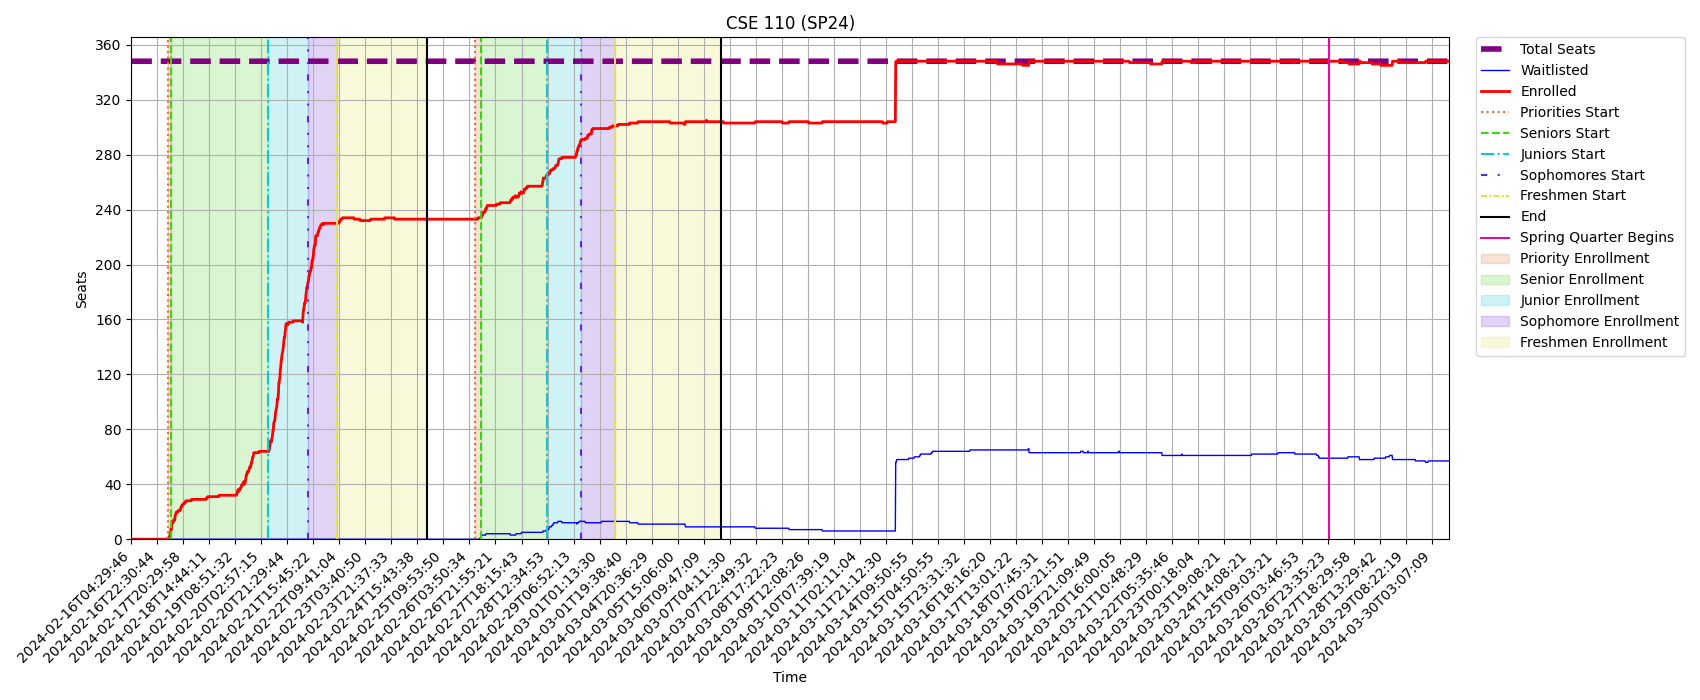 CSE 110 (SP24)
360
320
280
240
200
160
120
80
40
0
Seats
2024-02-16T04:29:46
2024-02-16T22:30:44
2024-02-17T20:29:58
2024-02-18T14:44:11
2024-02-19T08:51:32
2024-02-20T02:57:15
2024-02-20T21:29:44
2024-02-21T15:45:22
2024-02-22T09:41:04
2024-02-23T03:40:50
2024-02-23T21:37:33
2024-02-24T15:43:38
2024-02-25T09:53:50
2024-02-26T03:50:34
2024-02-26T21:55:21
2024-02-27T18:15:43
2024-02-28T12:34:53
2024-02-29T06:52:13
2024-03-01T01:13:30
2024-03-01T19:38:40
2024-03-04T20:36:29
2024-03-05T15:06:00
2024-03-06T09:47:09
2024-03-07T04:11:30
2024-03-07T22:49:32
2024-03-08T17:22:23
2024-03-09T12:08:26
2024-03-10T07:39:19
2024-03-11T02:11:04
2024-03-11T21:12:30
2024-03-14T09:50:55
2024-03-15T04:50:55
2024-03-15T23:31:32
2024-03-16T18:16:20
2024-03-17T13:01:22
2024-03-18T07:45:31
2024-03-19T02:21:51
2024-03-19T21:09:49
2024-03-20T16:00:05
2024-03-21T10:48:29
2024-03-22T05:35:46
2024-03-23T00:18:04
2024-03-23T19:08:21
2024-03-24T14:08:21
2024-03-25T09:03:21
2024-03-26T03:46:53
2024-03-26T23:35:23
2024-03-27T18:29:58
2024-03-28T13:29:42
2024-03-29T08:22:19
2024-03-30T03:07:09
Time
Total Seats
Waitlisted
Enrolled
Priorities Start
Seniors Start
Juniors Start
Sophomores Start
Freshmen Start
End
Spring Quarter Begins
Priority Enrollment
Senior Enrollment
Junior Enrollment
Sophomore Enrollment
Freshmen Enrollment